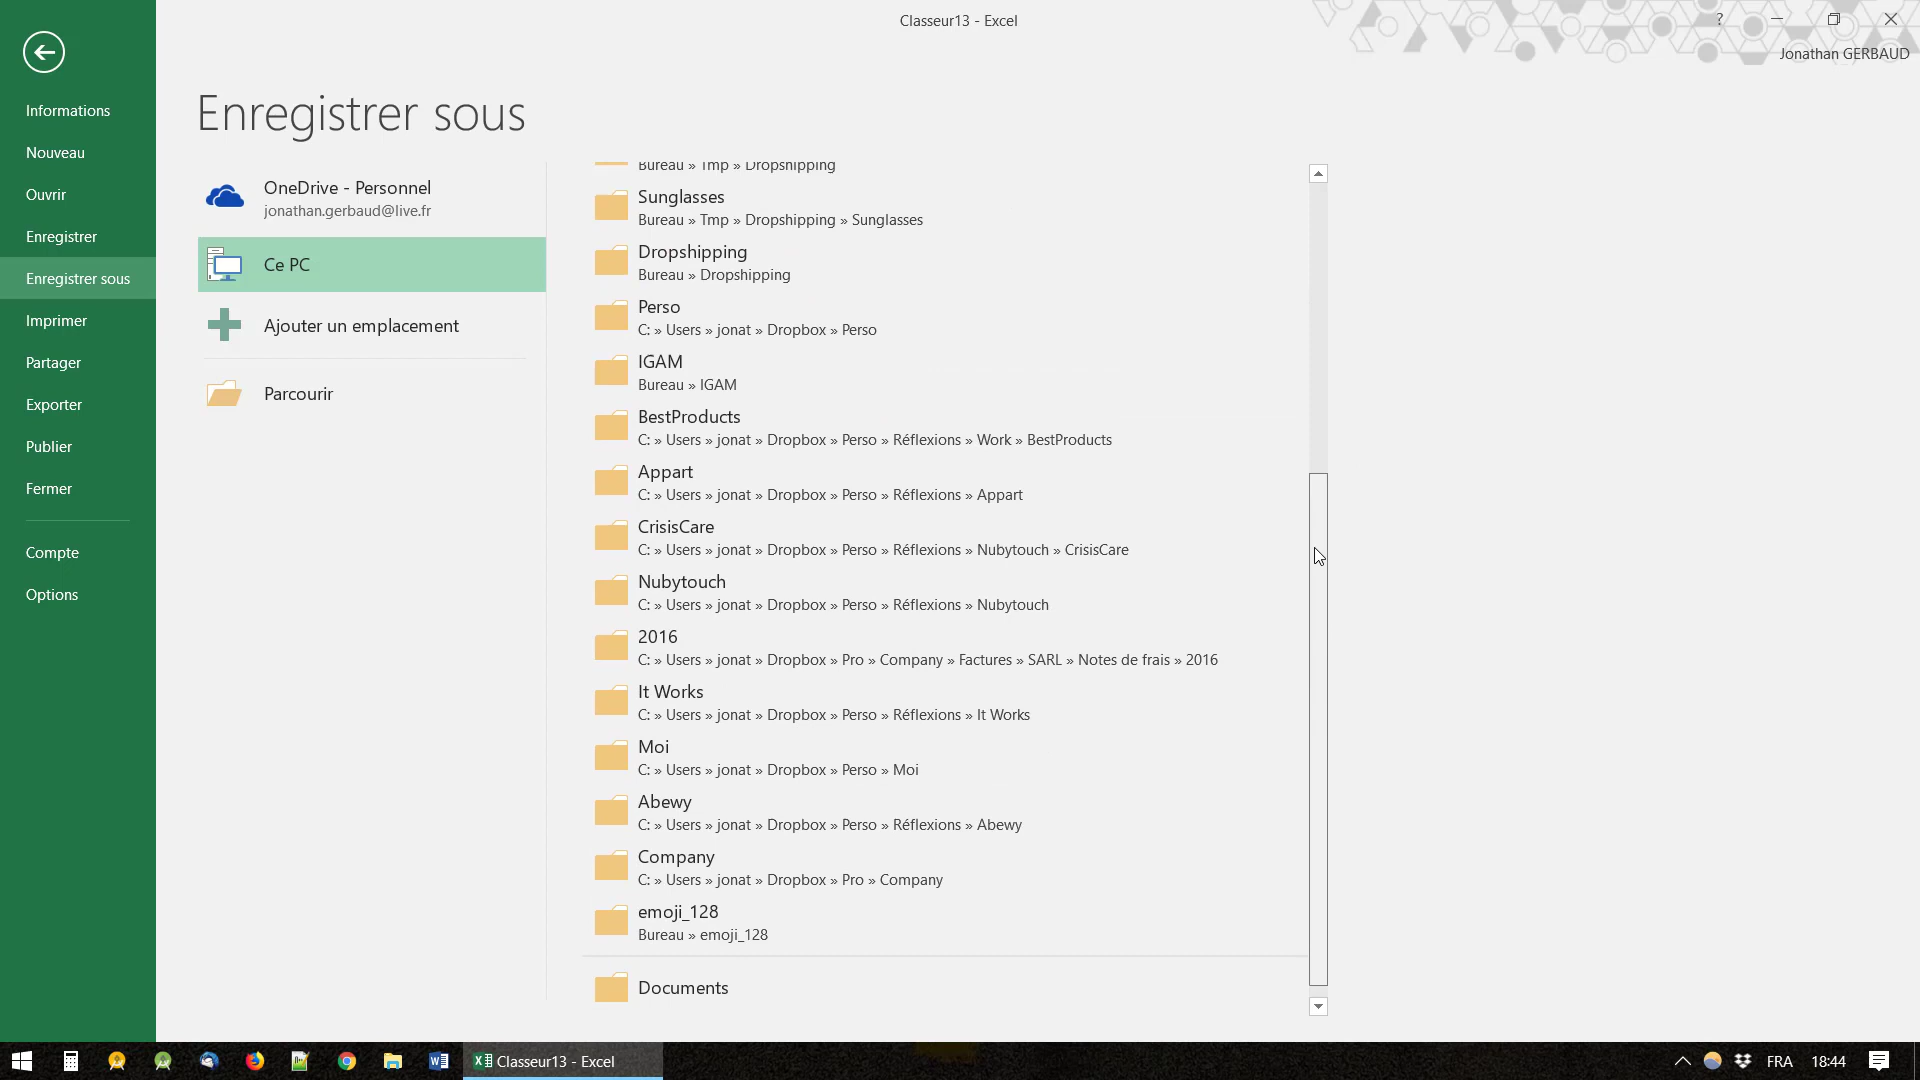 Classeur13 - Excel
?
Jonathan GERBAUD
Informations
Nouveau
Ouvrir
Enregistrer
Enregistrer sous
Imprimer
Partager
Exporter
Publier
Fermer
Compte
Options
Enregistrer sous
OneDrive - Personnel
jonathan.gerbaud@live.fr
Ce PC
Ajouter un emplacement
Parcourir
Bureau » Tmp » Dropshipping
Sunglasses
Bureau » Tmp » Dropshipping » Sunglasses
Dropshipping
Bureau » Dropshipping
Perso
C: » Users » jonat » Dropbox » Perso
IGAM
Bureau » IGAM
BestProducts
C: » Users » jonat » Dropbox » Perso » Réflexions » Work » BestProducts
Appart
C: » Users » jonat » Dropbox » Perso » Réflexions » Appart
CrisisCare
C: » Users » jonat » Dropbox » Perso » Réflexions » Nubytouch » CrisisCare
Nubytouch
C: » Users » jonat » Dropbox » Perso » Réflexions » Nubytouch
2016
C: » Users » jonat » Dropbox » Pro » Company » Factures » SARL » Notes de frais » 2016
It Works
C: » Users » jonat » Dropbox » Perso » Réflexions » It Works
Moi
C: » Users » jonat » Dropbox » Perso » Moi
Abewy
C: » Users » jonat » Dropbox » Perso » Réflexions » Abewy
Company
C: » Users » jonat » Dropbox » Pro » Company
emoji_128
Bureau » emoji_128
Documents
Classeur13 - Excel
FRA
18:44